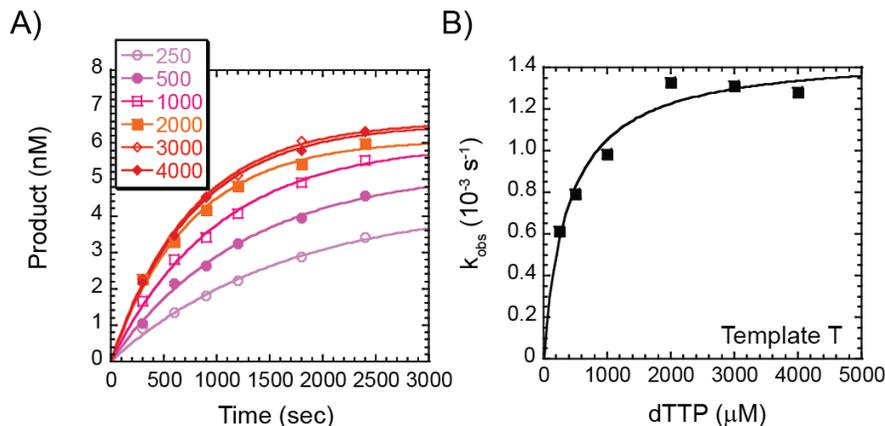 A)
250
500
1000
2000
3000
4000
8
7
6
5
4
3
2
1
0
Product (nM)
0 500 1000 1500 2000 2500 3000
Time (sec)
B)
1.4
1.2
1.0
0.8
0.6
0.4
0.2
0
k_obs (10⁻³ s⁻¹)
Template T
0 1000 2000 3000 4000 5000
dTTP (μM)